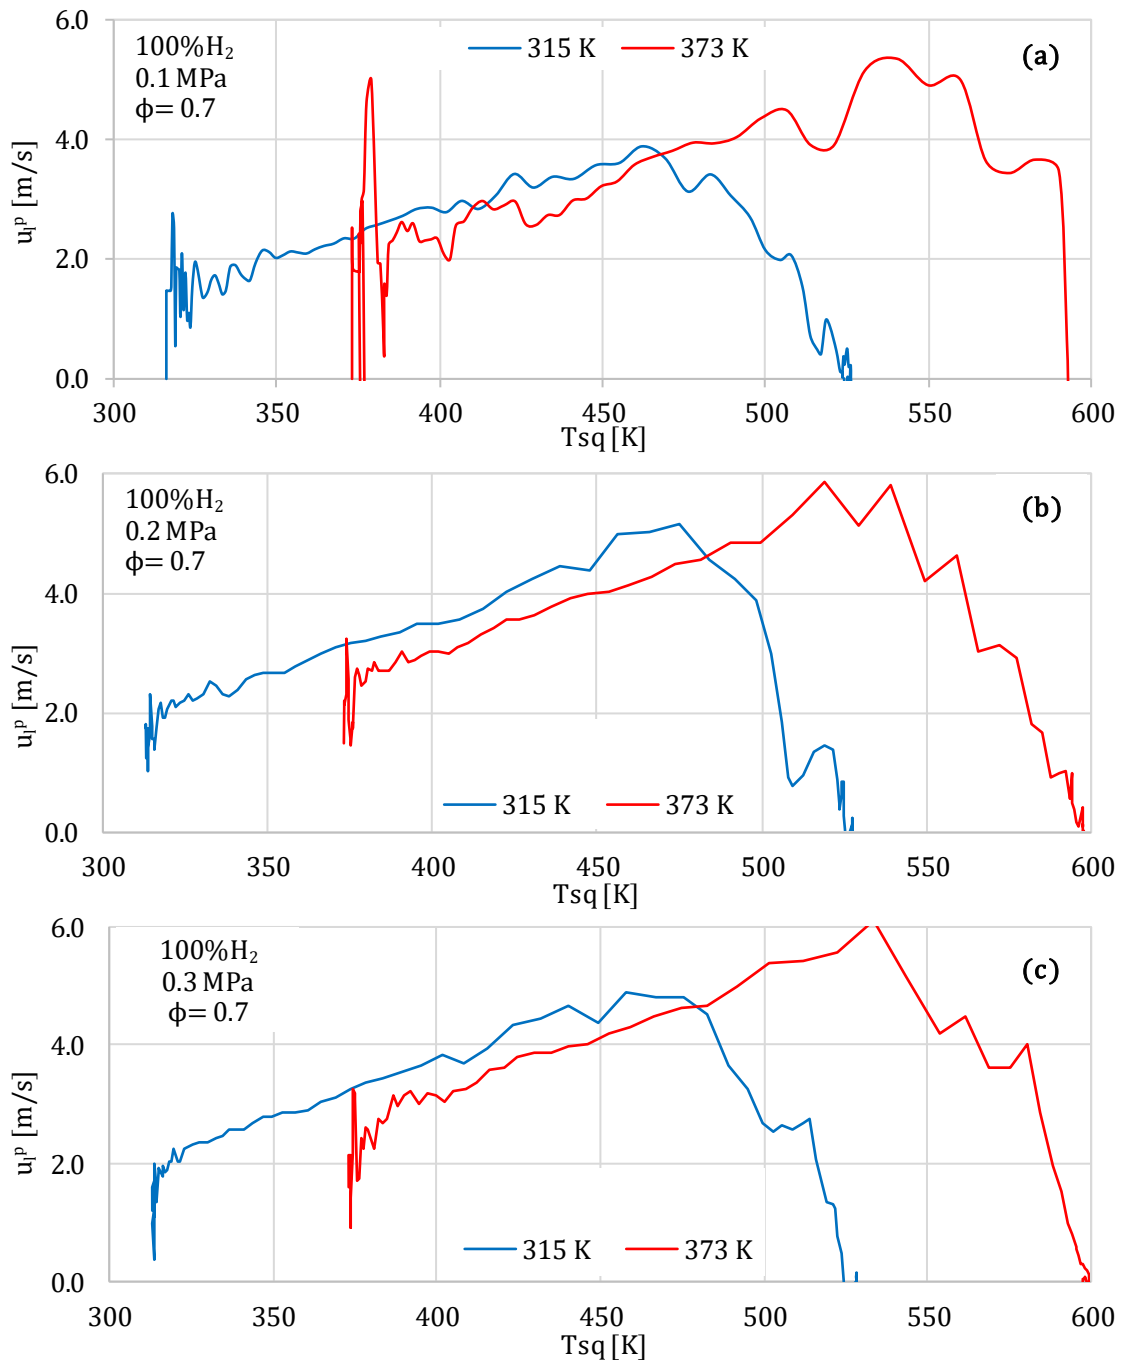 6.0
100%H₂
0.1 MPa
ϕ= 0.7
315 K
373 K
(a)
4.0
2.0
0.0
uₗᵖ [m/s]
300
350
400
450
500
550
600
Tsq [K]
6.0
100%H₂
0.2 MPa
ϕ= 0.7
(b)
4.0
2.0
0.0
uₗᵖ [m/s]
315 K
373 K
300
350
400
450
500
550
600
Tsq [K]
6.0
100%H₂
0.3 MPa
ϕ= 0.7
(c)
4.0
2.0
0.0
uₗᵖ [m/s]
315 K
373 K
300
350
400
450
500
550
600
Tsq [K]